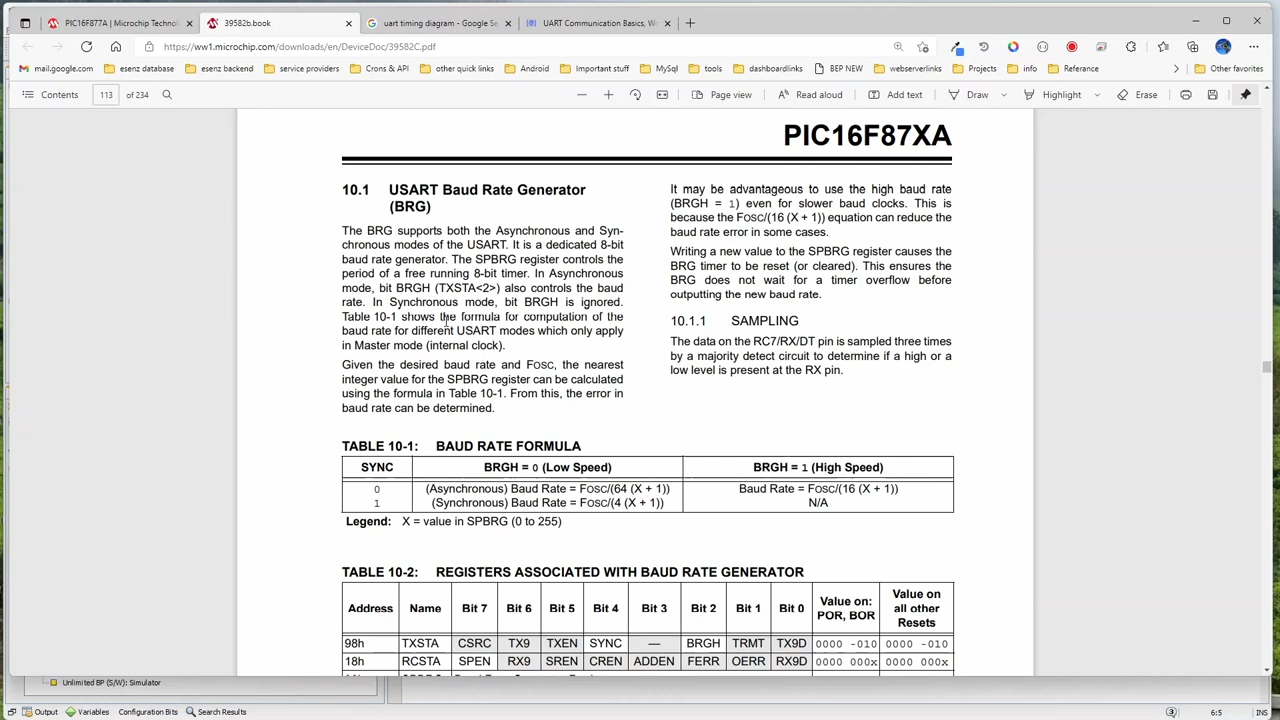 PIC16F877A | Microchip Technolo
39582b.book
uart timing diagram - Google Se
UART Communication Basics, Wo
https://ww1.microchip.com/downloads/en/DeviceDoc/39582C.pdf
mail.google.com
esenz database
esenz backend
service providers
Crons & API
other quick links
Android
Important stuff
MySql
tools
dashboardlinks
BEP NEW
webserverlinks
Projects
info
Referance
Other favorites
Contents
113 of 234
Page view
Read aloud
Add text
Draw
Highlight
Erase
PIC16F87XA
10.1 USART Baud Rate Generator
(BRG)
The BRG supports both the Asynchronous and Syn-
chronous modes of the USART. It is a dedicated 8-bit
baud rate generator. The SPBRG register controls the
period of a free running 8-bit timer. In Asynchronous
mode, bit BRGH (TXSTA<2>) also controls the baud
rate. In Synchronous mode, bit BRGH is ignored.
Table 10-1 shows the formula for computation of the
baud rate for different USART modes which only apply
in Master mode (internal clock).
Given the desired baud rate and FOSC, the nearest
integer value for the SPBRG register can be calculated
using the formula in Table 10-1. From this, the error in
baud rate can be determined.
It may be advantageous to use the high baud rate
(BRGH = 1) even for slower baud clocks. This is
because the FOSC/(16 (X + 1)) equation can reduce the
baud rate error in some cases.
Writing a new value to the SPBRG register causes the
BRG timer to be reset (or cleared). This ensures the
BRG does not wait for a timer overflow before
outputting the new baud rate.
10.1.1 SAMPLING
The data on the RC7/RX/DT pin is sampled three times
by a majority detect circuit to determine if a high or a
low level is present at the RX pin.
TABLE 10-1: BAUD RATE FORMULA
SYNC BRGH = 0 (Low Speed) BRGH = 1 (High Speed)
0 (Asynchronous) Baud Rate = FOSC/(64 (X + 1)) Baud Rate = FOSC/(16 (X + 1))
1 (Synchronous) Baud Rate = FOSC/(4 (X + 1)) N/A
Legend: X = value in SPBRG (0 to 255)
TABLE 10-2: REGISTERS ASSOCIATED WITH BAUD RATE GENERATOR
Address Name Bit 7 Bit 6 Bit 5 Bit 4 Bit 3 Bit 2 Bit 1 Bit 0 Value on: POR, BOR Value on all other Resets
98h TXSTA CSRC TX9 TXEN SYNC — BRGH TRMT TX9D 0000 -010 0000 -010
18h RCSTA SPEN RX9 SREN CREN ADDEN FERR OERR RX9D 0000 000x 0000 000x
Unlimited BP (S/W): Simulator
Output
Variables
Configuration Bits
Search Results
6:5
INS